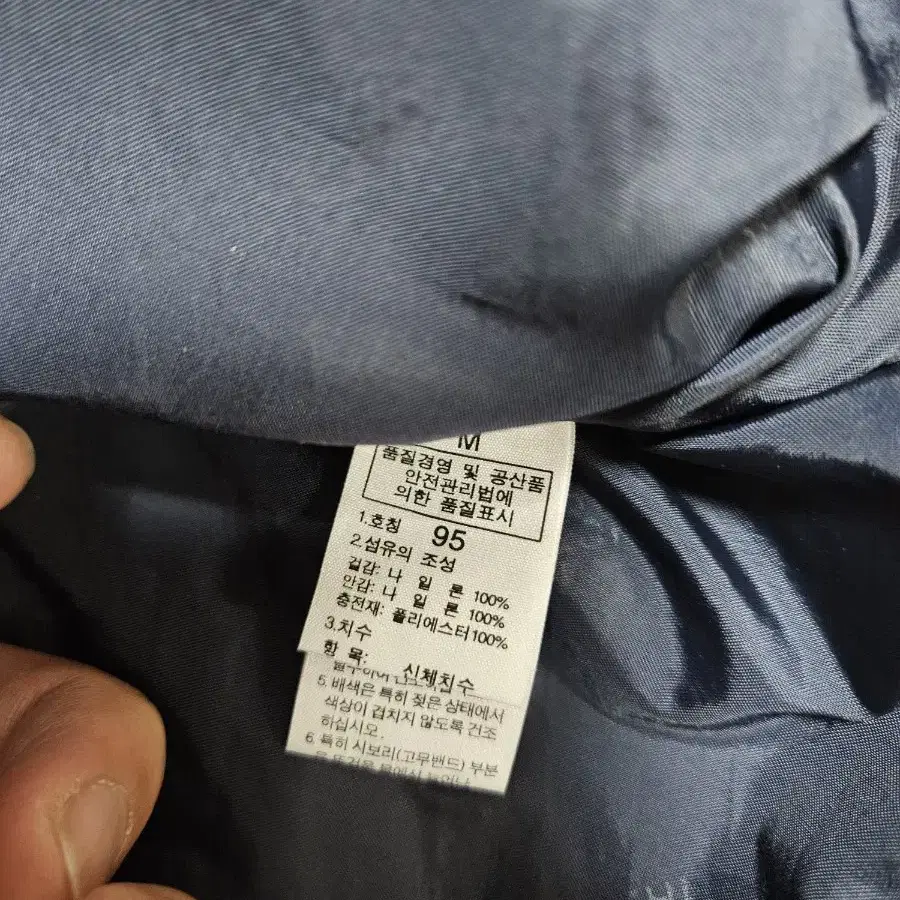 M
품질경영 및 공산품
안전관리법에
의한 품질표시
1.호칭 95
2.섬유의 조성
겉감: 나 일 론 100%
안감: 나 일 론 100%
충전재: 폴리에스터100%
3.치수
항 목: 신체치수
5. 배색은 특히 젖은 상태에서
색상이 겹치지 않도록 건조
하십시오.
6. 특히 시보리(고무밴드) 부분